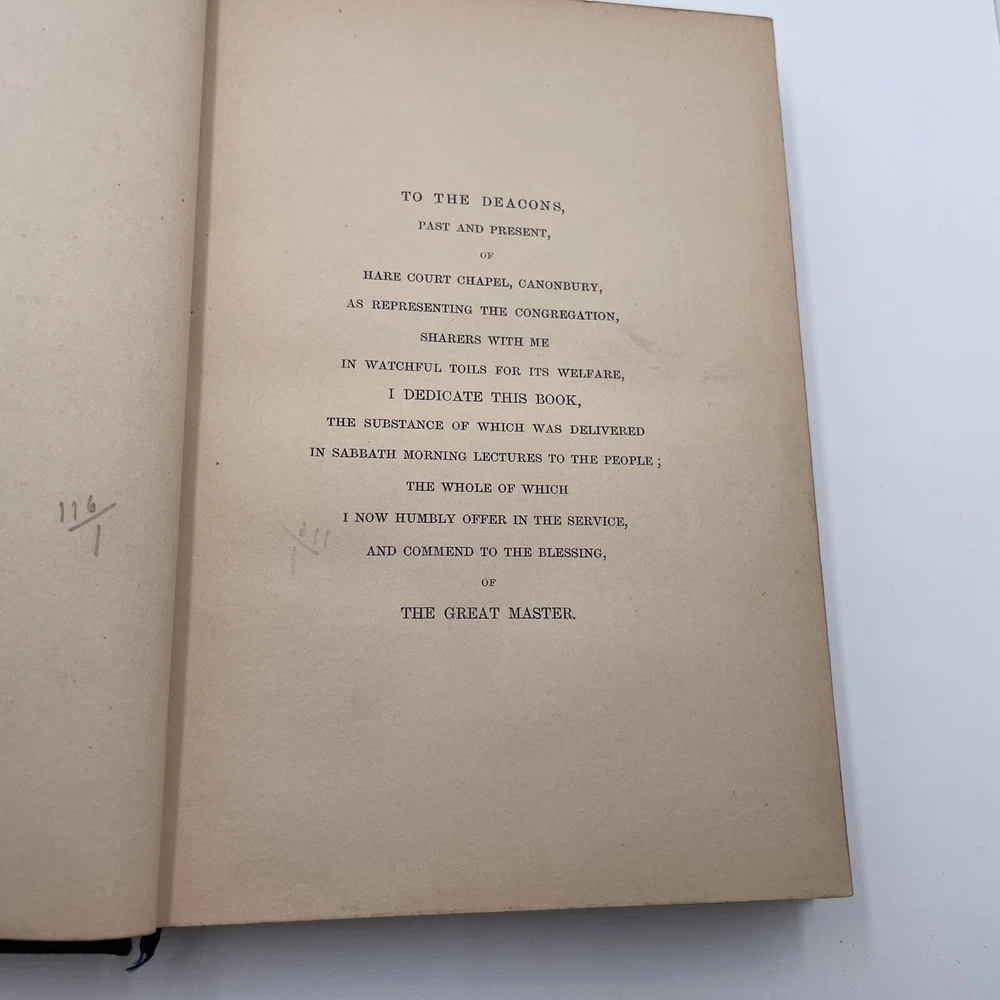 116/1
TO THE DEACONS,
PAST AND PRESENT,
OF
HARE COURT CHAPEL, CANONBURY,
AS REPRESENTING THE CONGREGATION,
SHARERS WITH ME
IN WATCHFUL TOILS FOR ITS WELFARE,
I DEDICATE THIS BOOK,
THE SUBSTANCE OF WHICH WAS DELIVERED
IN SABBATH MORNING LECTURES TO THE PEOPLE;
THE WHOLE OF WHICH
I NOW HUMBLY OFFER IN THE SERVICE,
AND COMMEND TO THE BLESSING,
OF
THE GREAT MASTER.